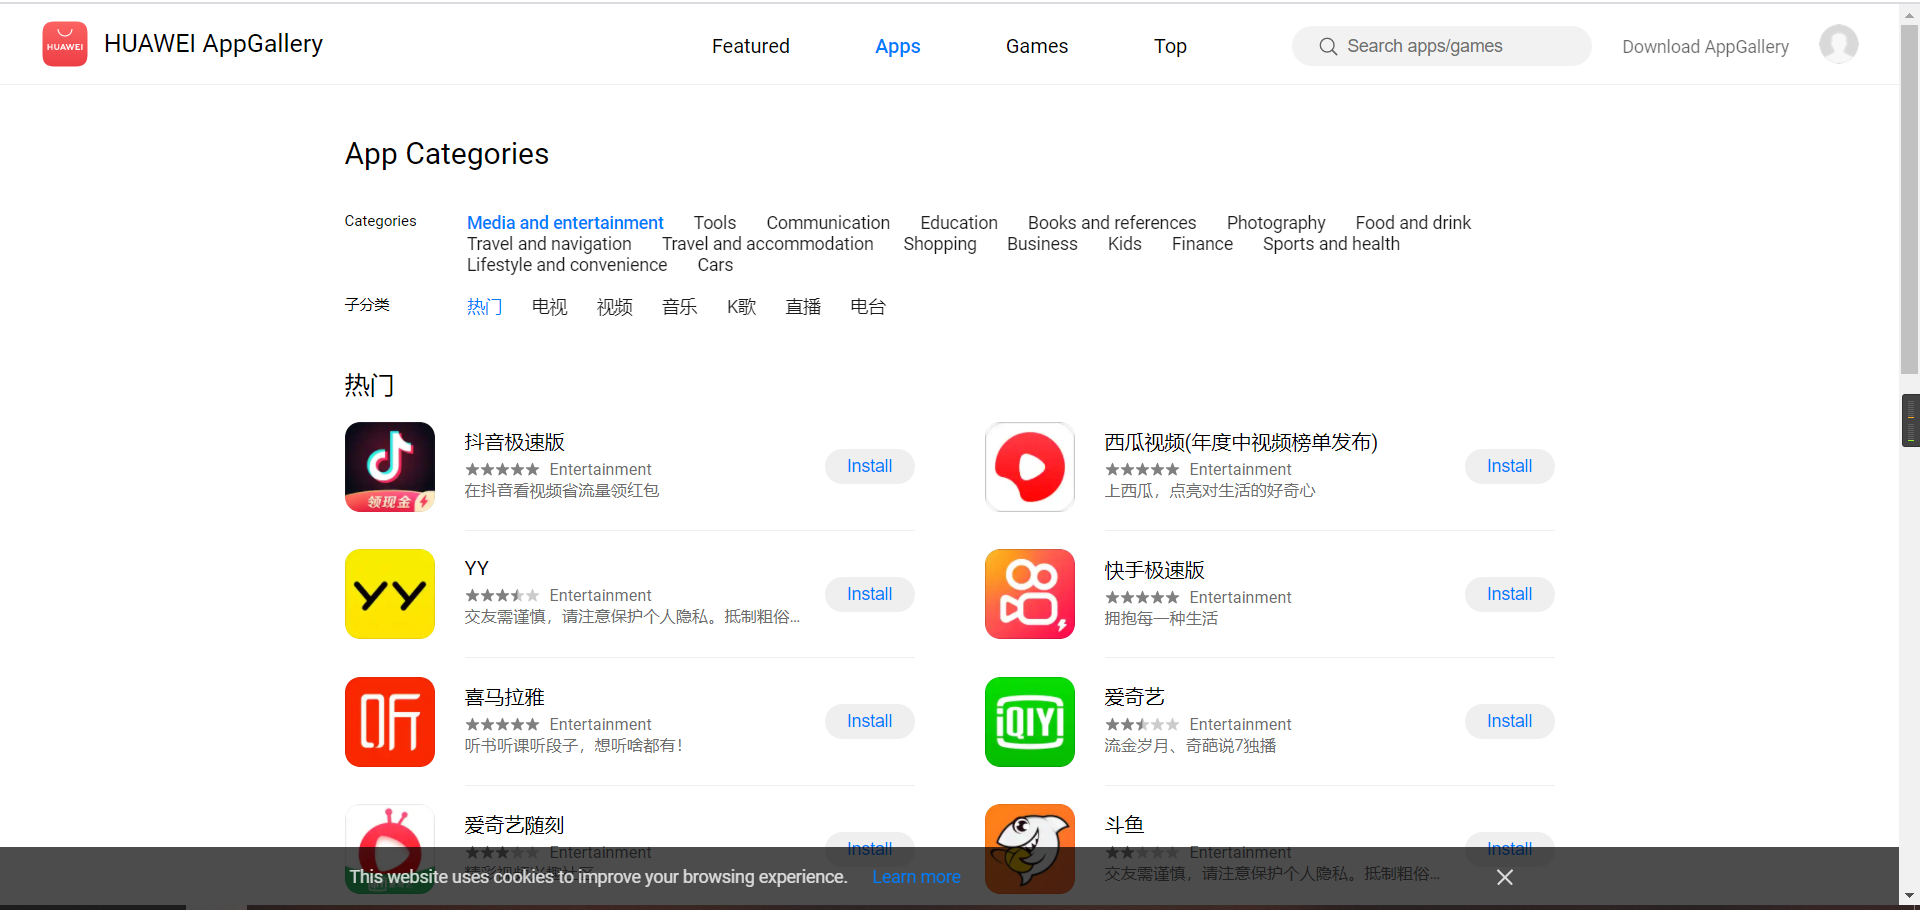 HUAWEI
HUAWEI AppGallery
Featured
Apps
Games
Top
Search apps/games
Download AppGallery
App Categories
Categories
Media and entertainment Tools Communication Education Books and references Photography Food and drink
Travel and navigation Travel and accommodation Shopping Business Kids Finance Sports and health
Lifestyle and convenience Cars
子分类
热门 电视 视频 音乐 K歌 直播 电台
热门
领现金
抖音极速版
Entertainment
在抖音看视频省流量领红包
Install
西瓜视频(年度中视频榜单发布)
Entertainment
上西瓜，点亮对生活的好奇心
Install
YY
YY
Entertainment
交友需谨慎，请注意保护个人隐私。抵制粗俗...
Install
快手极速版
Entertainment
拥抱每一种生活
Install
听
喜马拉雅
Entertainment
听书听课听段子，想听啥都有！
Install
iQIYI
爱奇艺
Entertainment
流金岁月、奇葩说7独播
Install
爱奇艺随刻
Entertainment
Install
斗鱼
Entertainment
交友需谨慎，请注意保护个人隐私。抵制粗俗...
Install
This website uses cookies to improve your browsing experience. Learn more